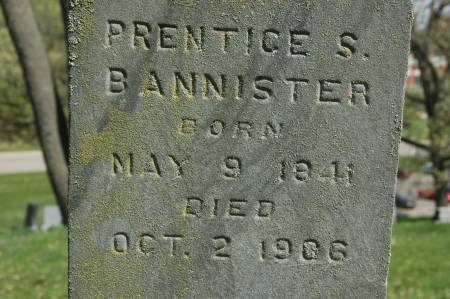 PRENTICE S.
BANNISTER
BORN
MAY 9 1841
DIED
OCT. 2 1906